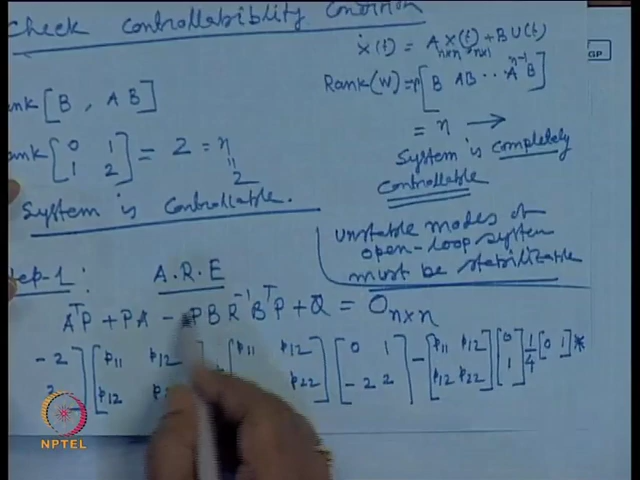 Check Controllability Condition
ẋ(t) = A x(t) + B U(t)
n×n n×1
GP
Rank(W) = ρ[B AB ·· Aⁿ⁻¹B]
= n →
System is completely
controllable
[B, AB]
[0 1
1 2] = 2 = n
"
2
System is controllable.
Unstable modes of
open-loop system
must be stabilizable
Step-1: A.R.E
AᵀP + PA - PBR⁻¹BᵀP + Q = 0ₙₓₙ
-2] [p₁₁ p₁₂ [p₁₁ p₁₂] [0 1] - [p₁₁ p₁₂] [0] 1/4 [0 1]*
2] [p₁₂ p₂₂] [-2 2] [p₁₂ p₂₂] [1]
NPTEL